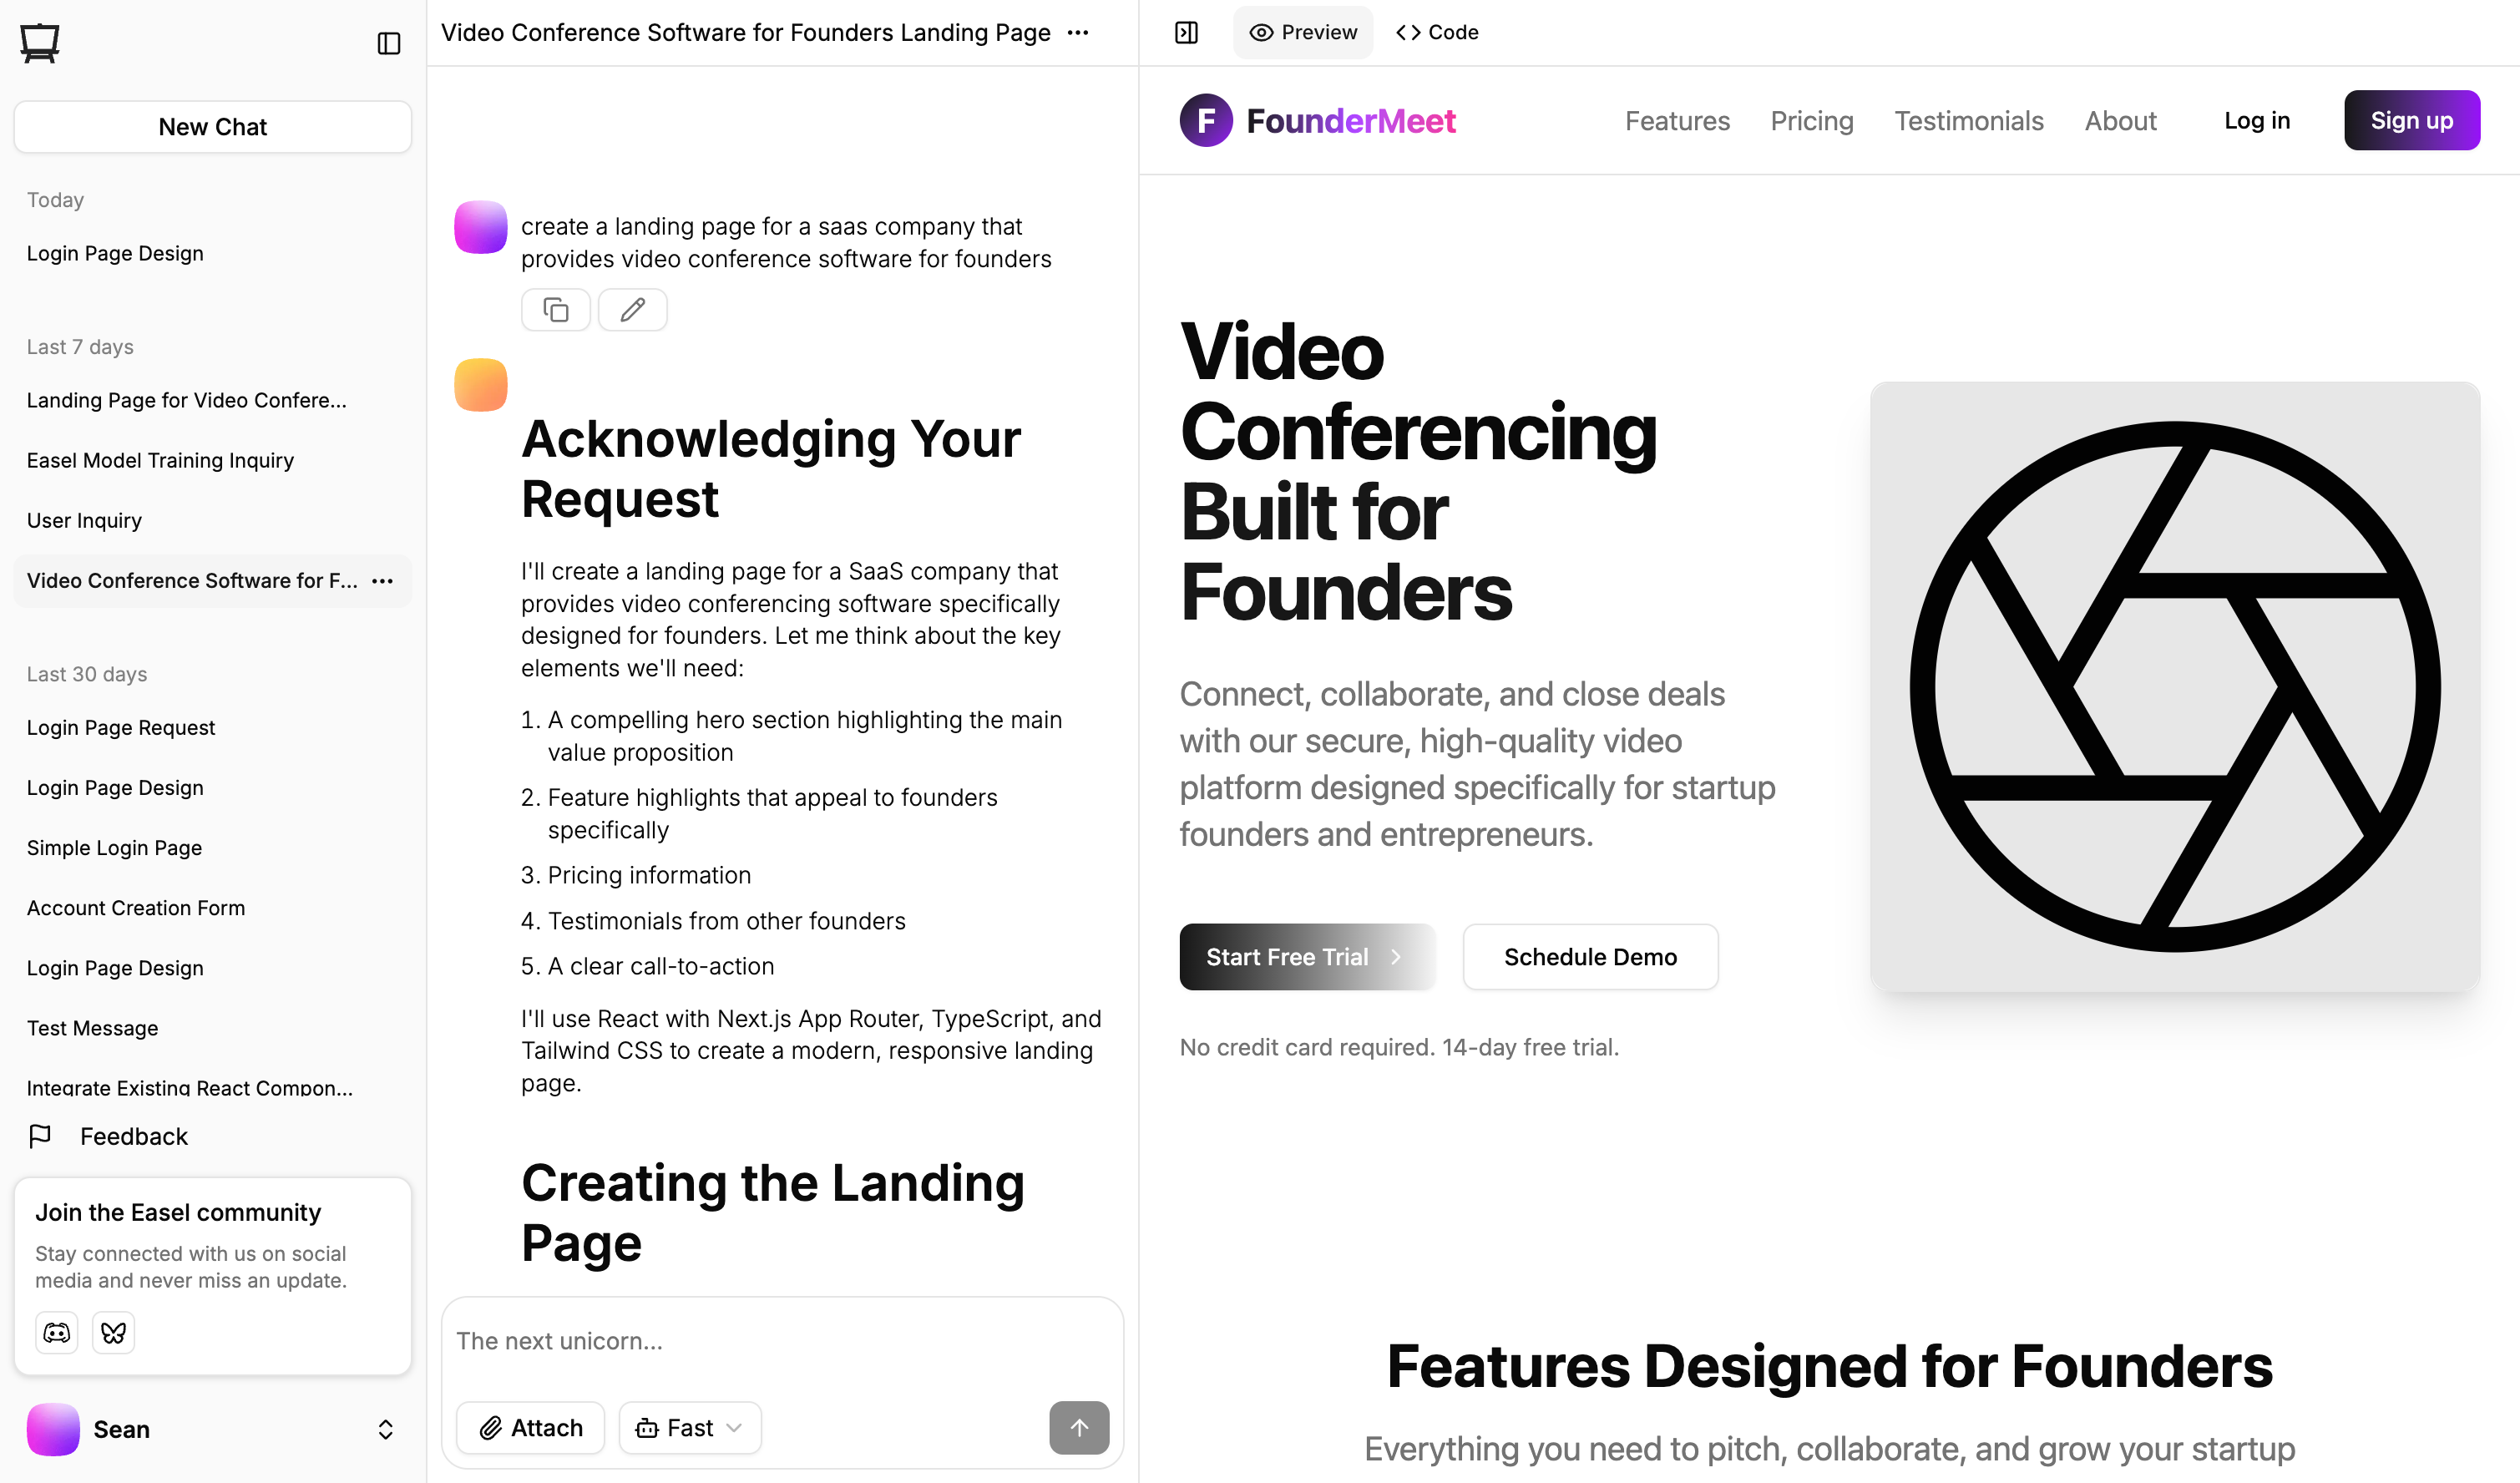 New Chat
Today
Login Page Design
Last 7 days
Landing Page for Video Confere...
Easel Model Training Inquiry
User Inquiry
Video Conference Software for F...
Last 30 days
Login Page Request
Login Page Design
Simple Login Page
Account Creation Form
Login Page Design
Test Message
Integrate Existing React Compon...
Feedback
Join the Easel community
Stay connected with us on social
media and never miss an update.
Sean
Video Conference Software for Founders Landing Page
create a landing page for a saas company that
provides video conference software for founders
Acknowledging Your
Request
I'll create a landing page for a SaaS company that
provides video conferencing software specifically
designed for founders. Let me think about the key
elements we'll need:
1. A compelling hero section highlighting the main
value proposition
2. Feature highlights that appeal to founders
specifically
3. Pricing information
4. Testimonials from other founders
5. A clear call-to-action
I'll use React with Next.js App Router, TypeScript, and
Tailwind CSS to create a modern, responsive landing
page.
Creating the Landing
Page
The next unicorn...
Attach
Fast
Preview
Code
F FounderMeet
Features
Pricing
Testimonials
About
Log in
Sign up
Video
Conferencing
Built for
Founders
Connect, collaborate, and close deals
with our secure, high-quality video
platform designed specifically for startup
founders and entrepreneurs.
Start Free Trial
Schedule Demo
No credit card required. 14-day free trial.
Features Designed for Founders
Everything you need to pitch, collaborate, and grow your startup